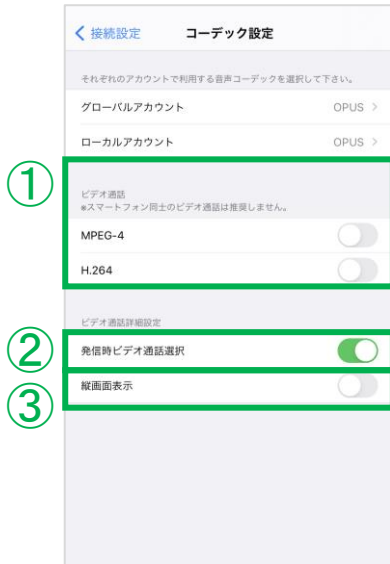 接続設定 コーデック設定
それぞれのアカウントで利用する音声コーデックを選択して下さい。
グローバルアカウント OPUS
ローカルアカウント OPUS
①
ビデオ通話
※スマートフォン同士のビデオ通話は推奨しません。
MPEG-4
H.264
ビデオ通話詳細設定
②
発信時ビデオ通話選択
③
縦画面表示